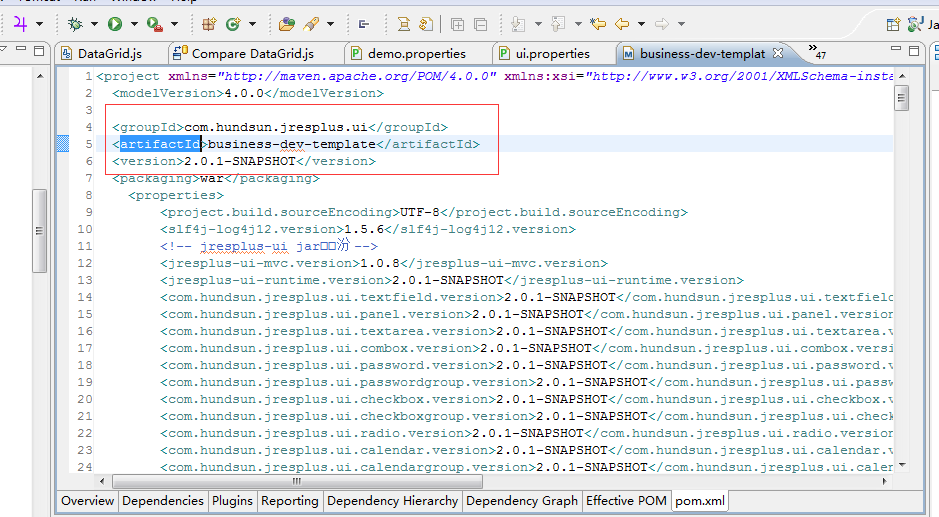 DataGrid.js
Compare DataGrid.js
demo.properties
ui.properties
business-dev-templat
47
1 <project xmlns="http://maven.apache.org/POM/4.0.0" xmlns:xsi="http://www.w3.org/2001/XMLSchema-insta
2 <modelVersion>4.0.0</modelVersion>
3
4 <groupId>com.hundsun.jresplus.ui</groupId>
5 <artifactId>business-dev-template</artifactId>
6 <version>2.0.1-SNAPSHOT</version>
7 <packaging>war</packaging>
8 <properties>
9 <project.build.sourceEncoding>UTF-8</project.build.sourceEncoding>
10 <slf4j-log4j12.version>1.5.6</slf4j-log4j12.version>
11 <!-- jresplus-ui jar -->
12 <jresplus-ui-mvc.version>1.0.8</jresplus-ui-mvc.version>
13 <jresplus-ui-runtime.version>2.0.1-SNAPSHOT</jresplus-ui-runtime.version>
14 <com.hundsun.jresplus.ui.textfield.version>2.0.1-SNAPSHOT</com.hundsun.jresplus.ui.textfield
15 <com.hundsun.jresplus.ui.panel.version>2.0.1-SNAPSHOT</com.hundsun.jresplus.ui.panel.version
16 <com.hundsun.jresplus.ui.textarea.version>2.0.1-SNAPSHOT</com.hundsun.jresplus.ui.textarea.v
17 <com.hundsun.jresplus.ui.combox.version>2.0.1-SNAPSHOT</com.hundsun.jresplus.ui.combox.versi
18 <com.hundsun.jresplus.ui.password.version>2.0.1-SNAPSHOT</com.hundsun.jresplus.ui.password.v
19 <com.hundsun.jresplus.ui.passwordgroup.version>2.0.1-SNAPSHOT</com.hundsun.jresplus.ui.passw
20 <com.hundsun.jresplus.ui.checkbox.version>2.0.1-SNAPSHOT</com.hundsun.jresplus.ui.checkbox.v
21 <com.hundsun.jresplus.ui.checkboxgroup.version>2.0.1-SNAPSHOT</com.hundsun.jresplus.ui.check
22 <com.hundsun.jresplus.ui.radio.version>2.0.1-SNAPSHOT</com.hundsun.jresplus.ui.radio.version
23 <com.hundsun.jresplus.ui.calendar.version>2.0.1-SNAPSHOT</com.hundsun.jresplus.ui.calendar.v
24 <com.hundsun.jresplus.ui.calendargroup.version>2.0.1-SNAPSHOT</com.hundsun.jresplus.ui.calen
Overview
Dependencies
Plugins
Reporting
Dependency Hierarchy
Dependency Graph
Effective POM
pom.xml